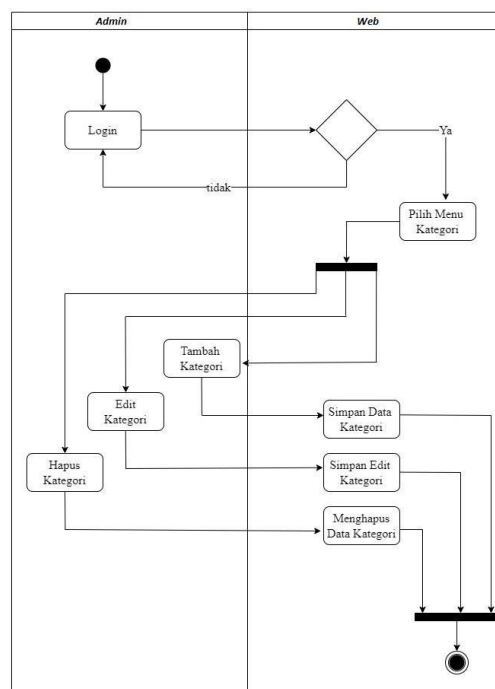 Admin
Web
Login
Ya
tidak
Pilih Menu
Kategori
Tambah
Kategori
Edit
Kategori
Simpan Data
Kategori
Hapus
Kategori
Simpan Edit
Kategori
Menghapus
Data Kategori